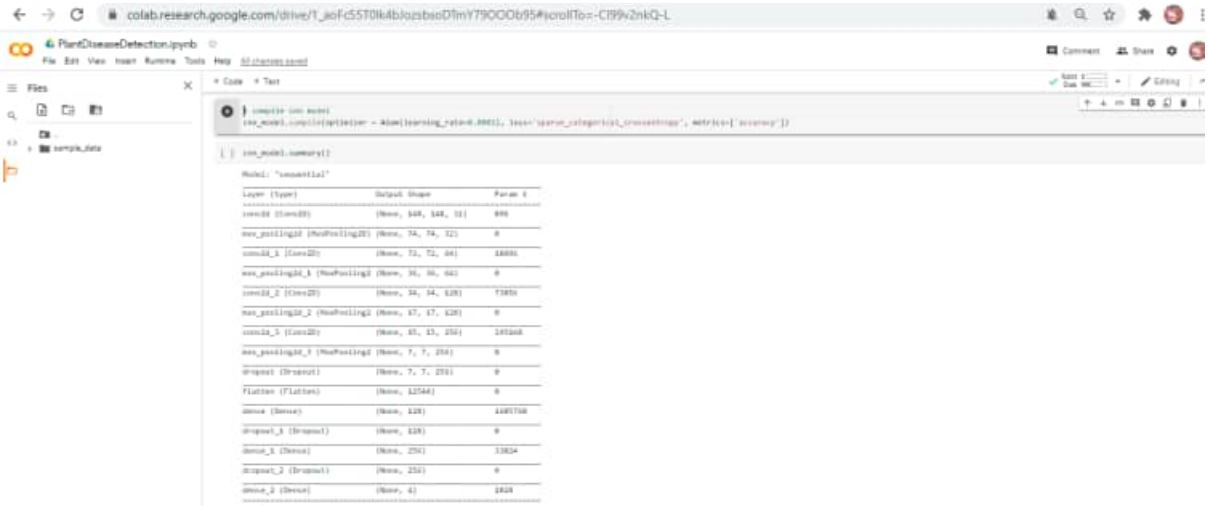 colab.research.google.com/drive/
PlantDiseaseDetection.ipynb
File Edit View Insert Runtime Tools Help All changes saved
Comment Share
Files
+ Code + Text
Editing
sample_data
cnn_model.compile(optimizer = Adam(learning_rate=0.0001), loss='sparse_categorical_crossentropy', metrics=['accuracy'])
[ ] cnn_model.summary()
Model: "sequential"
Layer (type) Output Shape Param #
conv2d (Conv2D) (None, 148, 148, 32) 896
max_pooling2d (MaxPooling2D) (None, 74, 74, 32) 0
conv2d_1 (Conv2D) (None, 72, 72, 64) 18496
max_pooling2d_1 (MaxPooling2 (None, 36, 36, 64) 0
conv2d_2 (Conv2D) (None, 34, 34, 128) 73856
max_pooling2d_2 (MaxPooling2 (None, 17, 17, 128) 0
conv2d_3 (Conv2D) (None, 15, 15, 256) 295168
max_pooling2d_3 (MaxPooling2 (None, 7, 7, 256) 0
dropout (Dropout) (None, 7, 7, 256) 0
flatten (Flatten) (None, 12544) 0
dense (Dense) (None, 128) 1605760
dropout_1 (Dropout) (None, 128) 0
dense_1 (Dense) (None, 256) 33024
dropout_2 (Dropout) (None, 256) 0
dense_2 (Dense) (None, 4) 1028